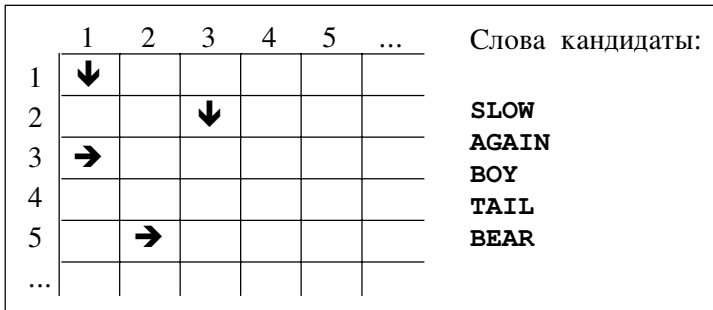 1 2 3 4 5 ... Слова кандидаты:
1 🡻
2 🡻 SLOW
AGAIN
3 🡺 BOY
4 TAIL
5 🡺 BEAR
...